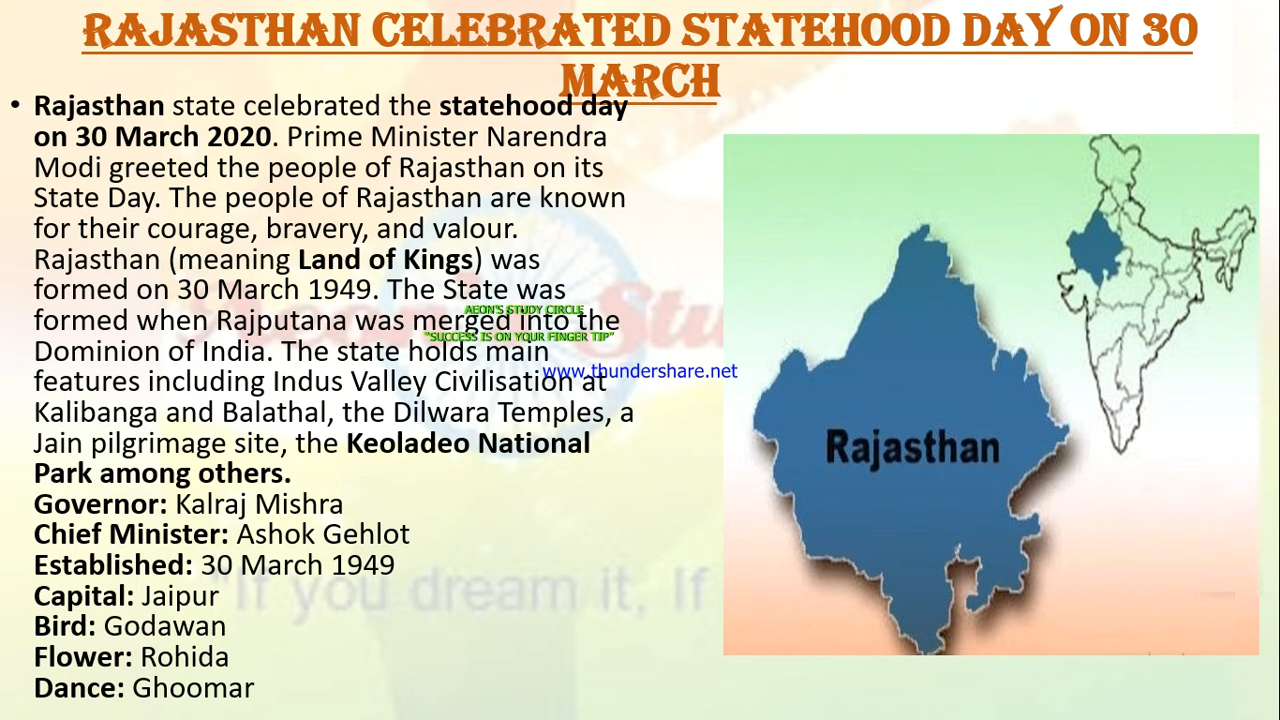 RAJASTHAN CELEBRATED STATEHOOD DAY ON 30
MARCH
• Rajasthan state celebrated the statehood day
on 30 March 2020. Prime Minister Narendra
Modi greeted the people of Rajasthan on its
State Day. The people of Rajasthan are known
for their courage, bravery, and valour.
Rajasthan (meaning Land of Kings) was
formed on 30 March 1949. The State was
formed when Rajputana was merged into the
Dominion of India. The state holds main
features including Indus Valley Civilisation at
Kalibanga and Balathal, the Dilwara Temples, a
Jain pilgrimage site, the Keoladeo National
Park among others.
Governor: Kalraj Mishra
Chief Minister: Ashok Gehlot
Established: 30 March 1949
Capital: Jaipur
Bird: Godawan
Flower: Rohida
Dance: Ghoomar
AEON'S STUDY CIRCLE
"SUCCESS IS ON YOUR FINGER TIP"
www.thundershare.net
"If you dream it, If
Rajasthan